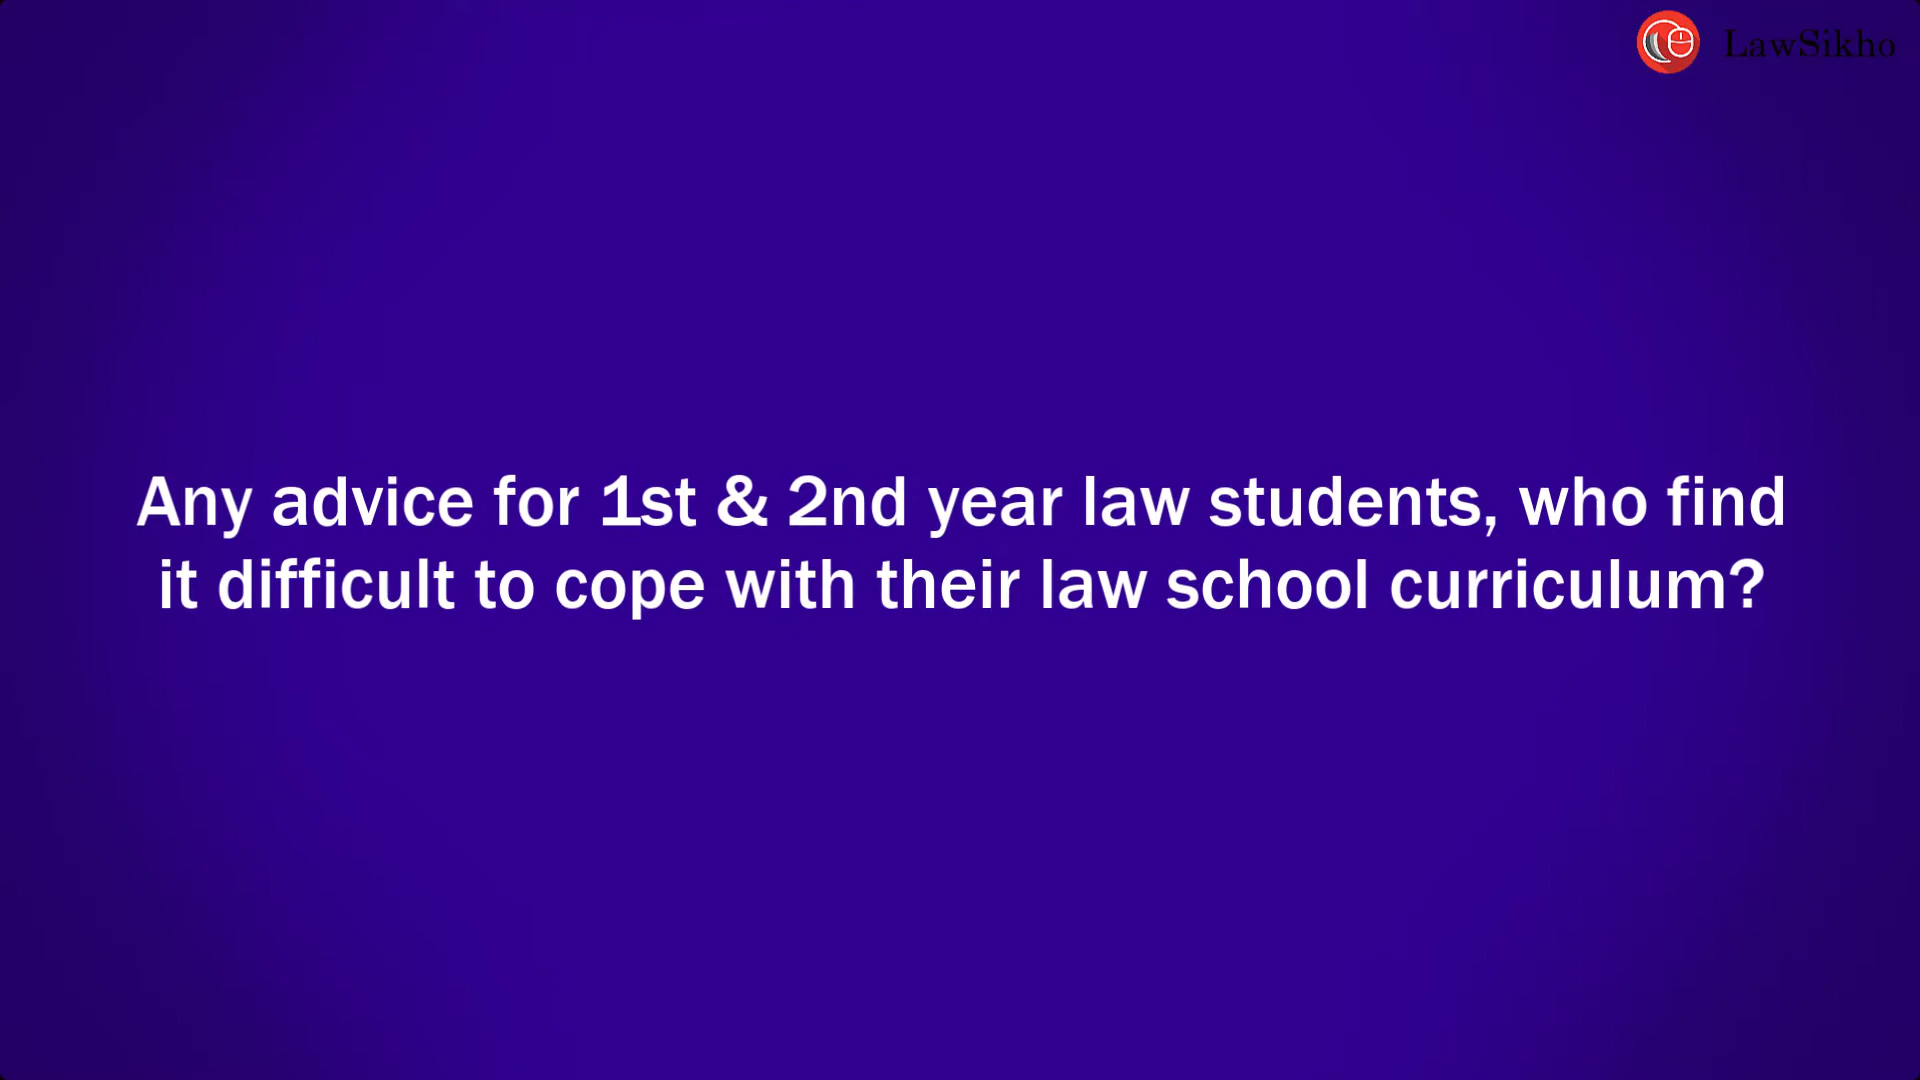 LawSikho
Any advice for 1st & 2nd year law students, who find
it difficult to cope with their law school curriculum?